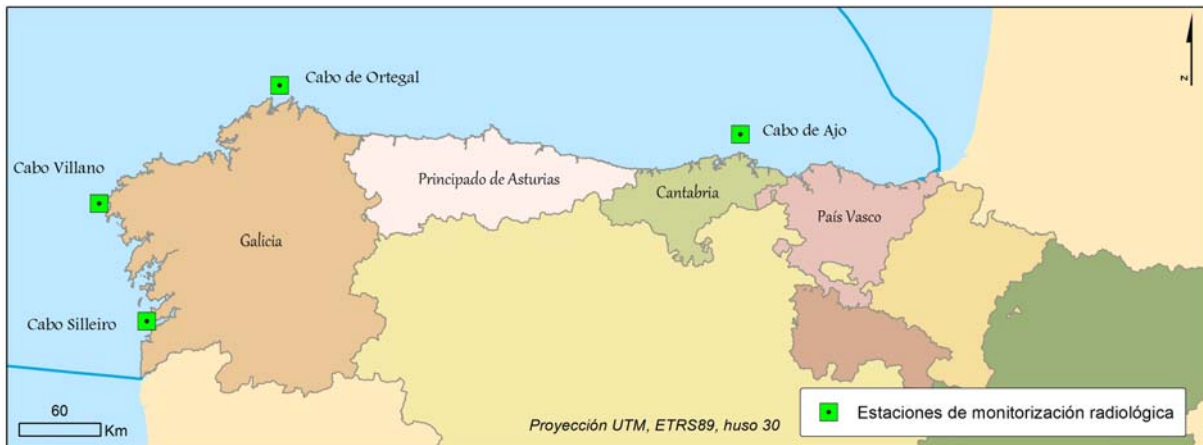 Cabo de Ortegal
Cabo de Ajo
Cabo Villano
Principado de Asturias
Cantabria
País Vasco
Galicia
Cabo Silleiro
N
60
Km
Proyección UTM, ETRS89, huso 30
Estaciones de monitorización radiológica